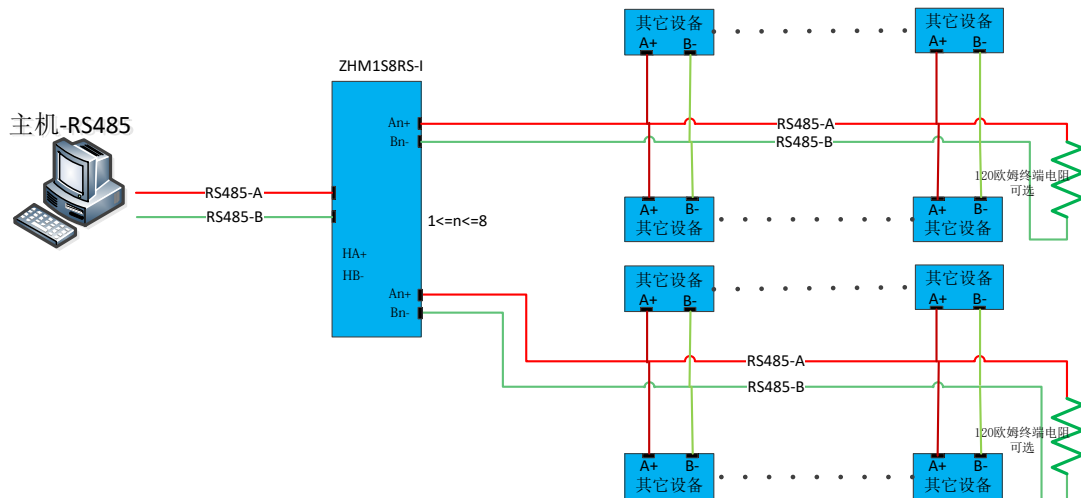 其它设备
A+ B-
其它设备
A+ B-
ZHM1S8RS-I
主机-RS485
An+
Bn-
RS485-A
RS485-B
RS485-A
RS485-B
120欧姆终端电阻
可选
A+ B-
其它设备
A+ B-
其它设备
1<=n<=8
HA+
HB-
An+
Bn-
其它设备
A+ B-
其它设备
A+ B-
RS485-A
RS485-B
120欧姆终端电阻
可选
A+ B-
其它设备
A+ B-
其它设备